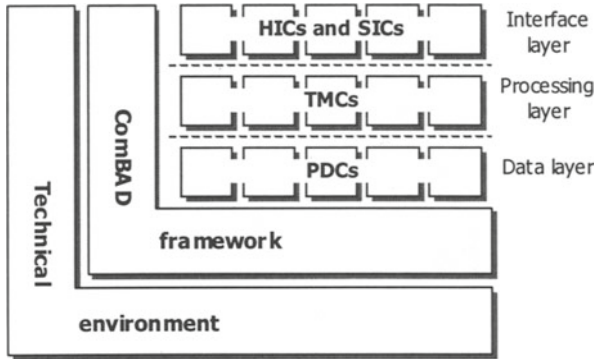 HICs and SICs
Interface
layer
TMCs
Processing
layer
PDCs
Data layer
ComBAD
framework
Technical
environment